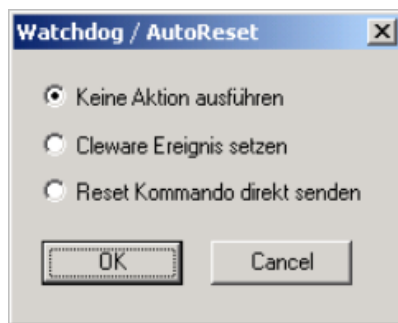 Watchdog / AutoReset
Keine Aktion ausführen
Cleware Ereignis setzen
Reset Kommando direkt senden
OK Cancel